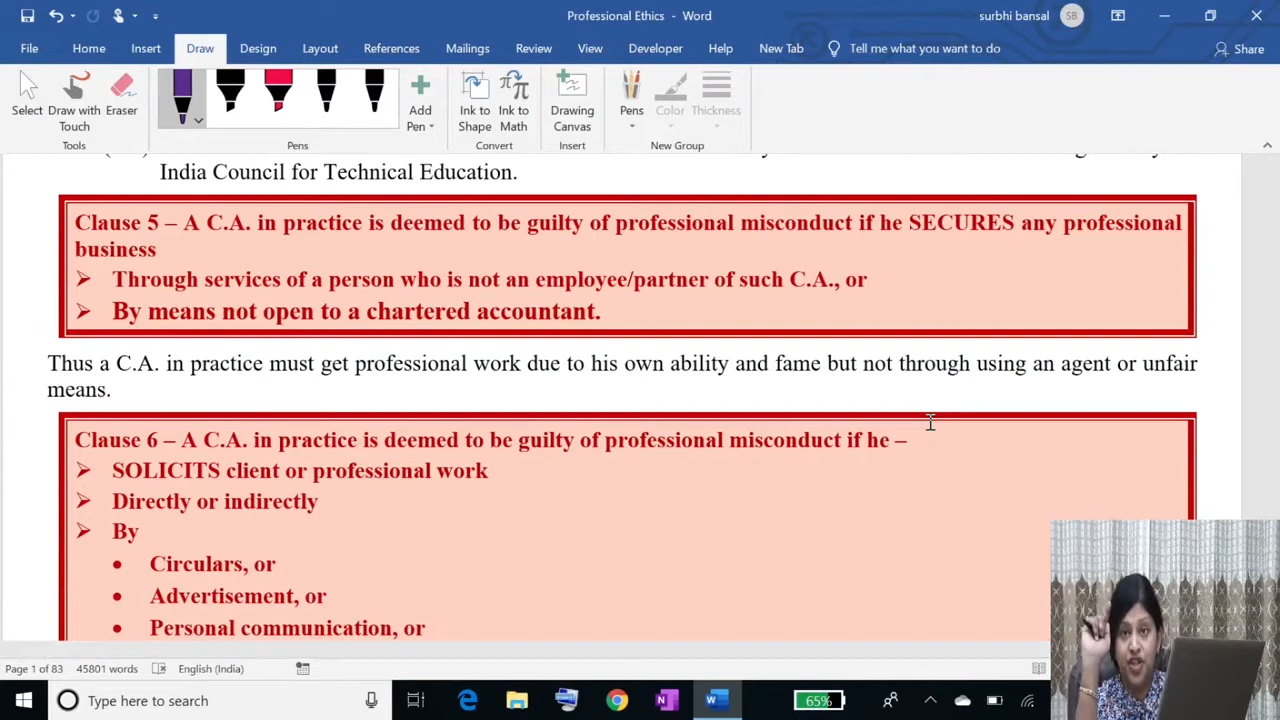 Professional Ethics - Word
surbhi bansal SB
File Home Insert Draw Design Layout References Mailings Review View Developer Help New Tab Tell me what you want to do Share
Select Draw with Touch Eraser Add Pen Ink to Shape Ink to Math Drawing Canvas Pens Color Thickness
Tools Pens Convert Insert New Group
India Council for Technical Education.
Clause 5 – A C.A. in practice is deemed to be guilty of professional misconduct if he SECURES any professional
business
➢ Through services of a person who is not an employee/partner of such C.A., or
➢ By means not open to a chartered accountant.
Thus a C.A. in practice must get professional work due to his own ability and fame but not through using an agent or unfair
means.
Clause 6 – A C.A. in practice is deemed to be guilty of professional misconduct if he –
➢ SOLICITS client or professional work
➢ Directly or indirectly
➢ By
• Circulars, or
• Advertisement, or
• Personal communication, or
Page 1 of 83 45801 words English (India)
Type here to search 65%